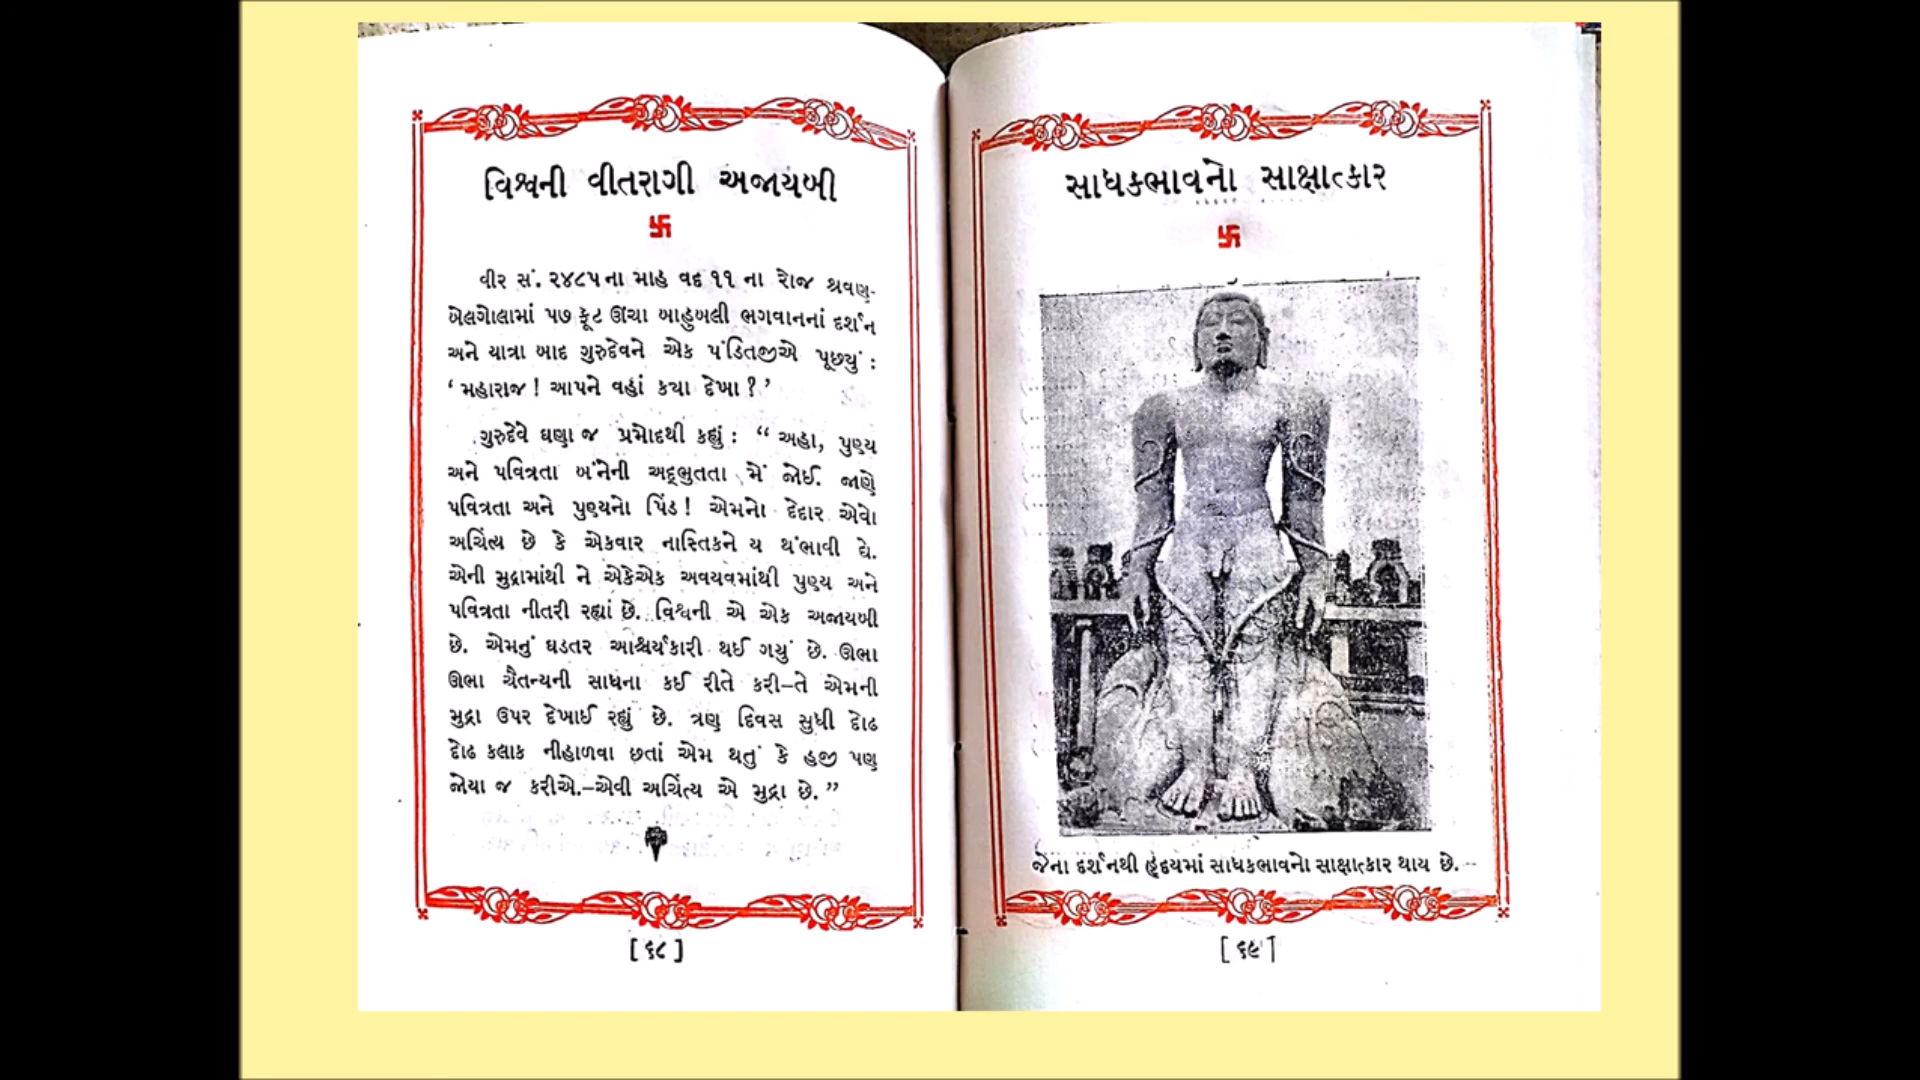 વિશ્વની વીતરાગી અજાયબી
卐
વીર સં. ૨૪૮૫ ના માહ વદ ૧૧ ના રોજ શ્રવણ-
બેલગોલામાં ૫૭ ફૂટ ઊંચા બાહુબલી ભગવાનનાં દર્શન
અને યાત્રા બાદ ગુરુદેવને એક પંડિતજીએ પૂછયું :
‘ મહારાજ ! આપને વહાં કયા દેખા ? ’
ગુરુદેવે ઘણા જ પ્રમોદથી કહ્યું : “ અહા, પુણ્ય
અને પવિત્રતા બંનેની અદ્ભુતતા મેં જોઈ. જાણે
પવિત્રતા અને પુણ્યનો પિંડ ! એમનો દેદાર એવો
અચિંત્ય છે કે એકવાર નાસ્તિકને ય થંભાવી દ્યે.
એની મુદ્રામાંથી ને એકેએક અવયવમાંથી પુણ્ય અને
પવિત્રતા નીતરી રહ્યાં છે. વિશ્વની એ એક અજાયબી
છે. એમનું ઘડતર આશ્ચર્યકારી થઈ ગયું છે. ઊભા
ઊભા ચૈતન્યની સાધના કઈ રીતે કરી–તે એમની
મુદ્રા ઉપર દેખાઈ રહ્યું છે. ત્રણ દિવસ સુધી દોઢ
દોઢ કલાક નીહાળવા છતાં એમ થતું કે હજી પણ
જોયા જ કરીએ.–એવી અચિંત્ય એ મુદ્રા છે. ”
[ ૬૮ ]
સાધકભાવનો સાક્ષાત્કાર
卐
જેના દર્શનથી હૃદયમાં સાધકભાવનો સાક્ષાત્કાર થાય છે.
[ ૬૯ ]